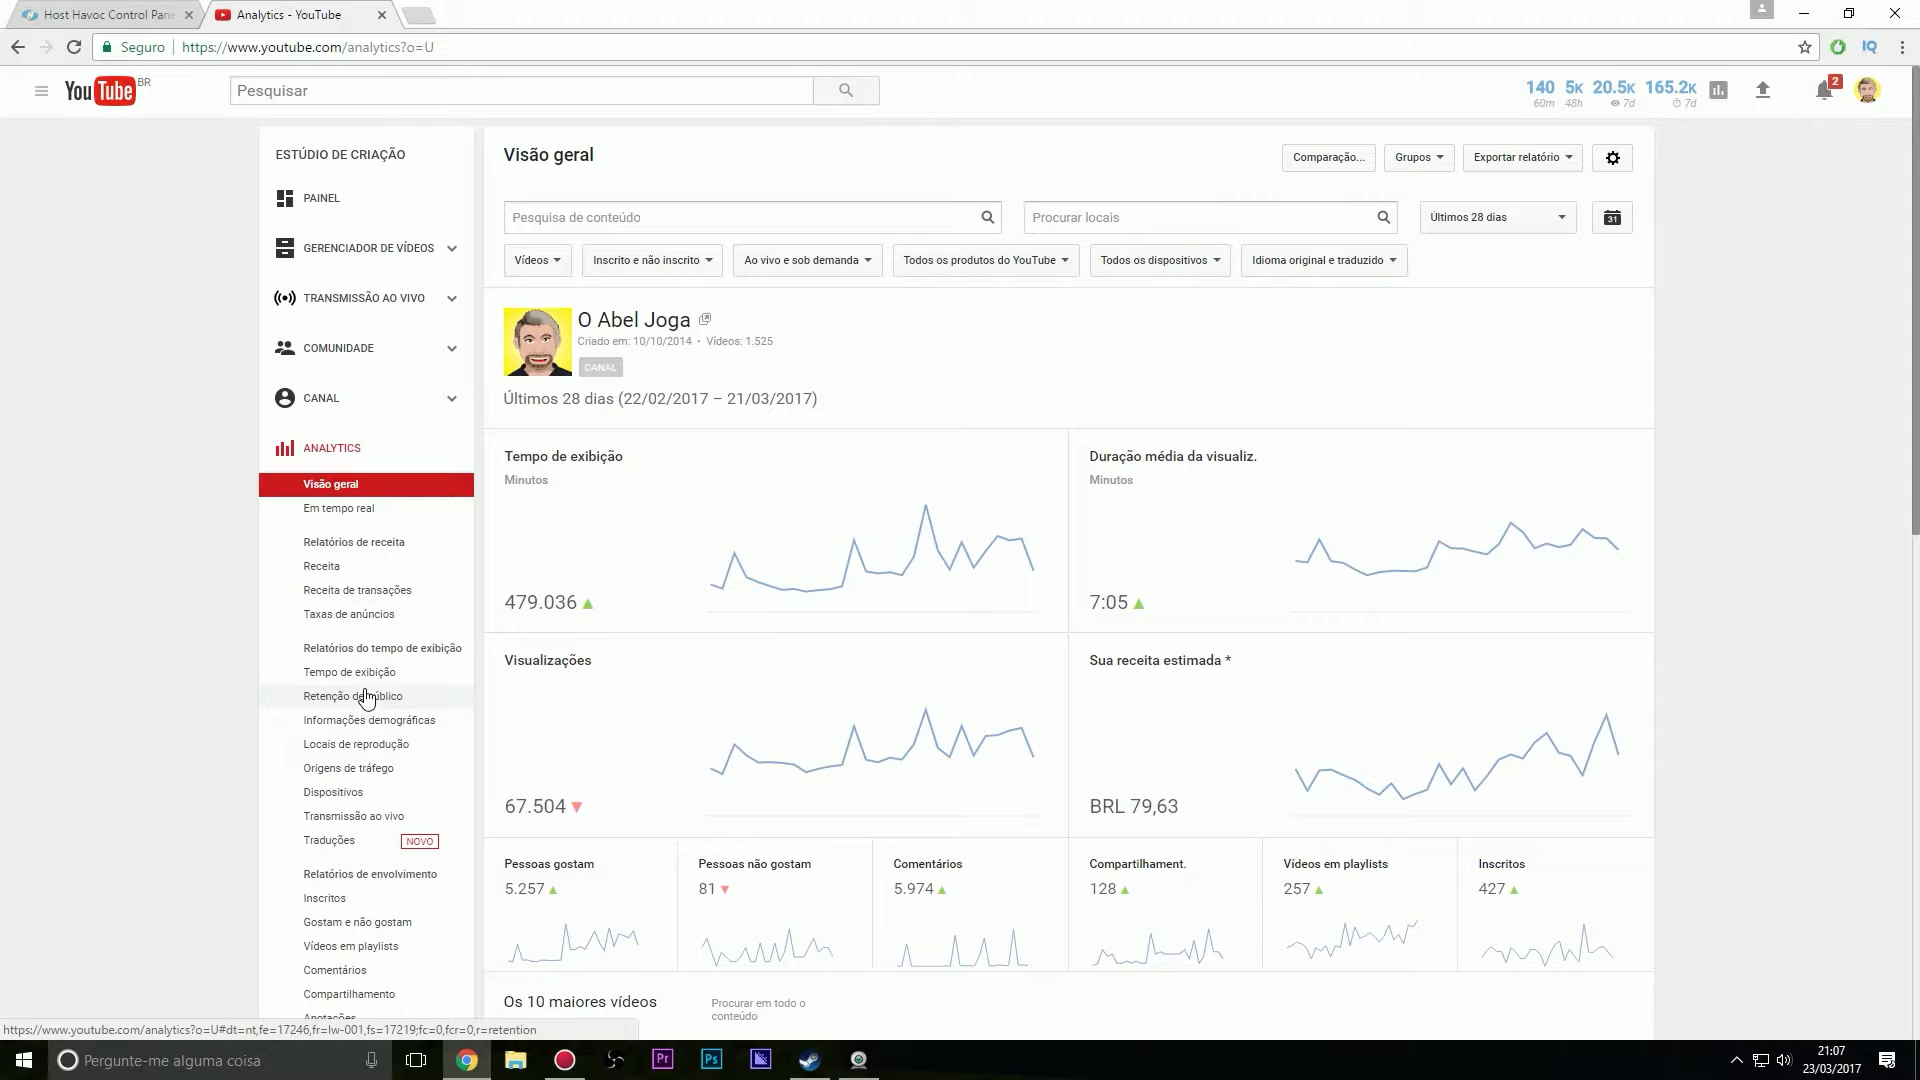 Host Havoc Control Pane
Analytics - YouTube
Seguro
https://www.youtube.com/analytics?o=U
IQ
YouTube BR
Pesquisar
140 5K 20.5K 165.2K
60m 48h 7d 7d
2
ESTÚDIO DE CRIAÇÃO
PAINEL
GERENCIADOR DE VÍDEOS
TRANSMISSÃO AO VIVO
COMUNIDADE
CANAL
ANALYTICS
Visão geral
Em tempo real
Relatórios de receita
Receita
Receita de transações
Taxas de anúncios
Relatórios do tempo de exibição
Tempo de exibição
Retenção de público
Informações demográficas
Locais de reprodução
Origens de tráfego
Dispositivos
Transmissão ao vivo
Traduções NOVO
Relatórios de envolvimento
Inscritos
Gostam e não gostam
Vídeos em playlists
Comentários
Compartilhamento
Anotações
Visão geral
Comparação... Grupos Exportar relatório
Pesquisa de conteúdo Procurar locais Últimos 28 dias 31
Vídeos Inscrito e não inscrito Ao vivo e sob demanda Todos os produtos do YouTube Todos os dispositivos Idioma original e traduzido
O Abel Joga
Criado em: 10/10/2014 • Vídeos: 1.525
CANAL
Últimos 28 dias (22/02/2017 – 21/03/2017)
Tempo de exibição
Minutos
479.036
Duração média da visualiz.
Minutos
7:05
Visualizações
67.504
Sua receita estimada *
BRL 79,63
Pessoas gostam
5.257
Pessoas não gostam
81
Comentários
5.974
Compartilhament.
128
Vídeos em playlists
257
Inscritos
427
Os 10 maiores vídeos
Procurar em todo o
conteúdo
https://www.youtube.com/analytics?o=U#dt=nt,fe=17246,fr=lw-001,fs=17219;fc=0,fcr=0,r=retention
Pergunte-me alguma coisa
Pr
Ps
21:07
23/03/2017